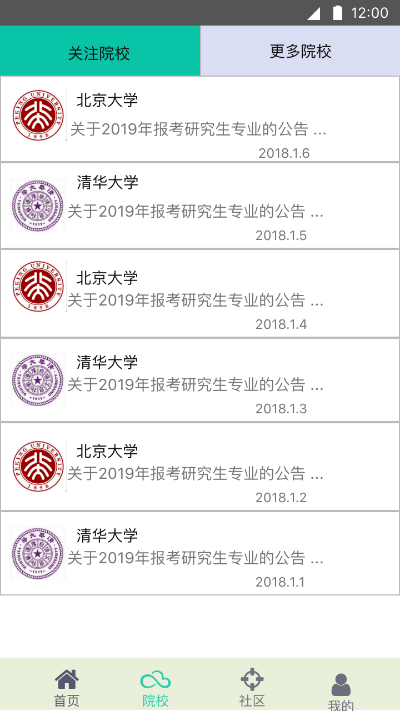 12:00
关注院校
更多院校
北京大学
关于2019年报考研究生专业的公告 ...
2018.1.6
清华大学
关于2019年报考研究生专业的公告 ...
2018.1.5
北京大学
关于2019年报考研究生专业的公告 ...
2018.1.4
清华大学
关于2019年报考研究生专业的公告 ...
2018.1.3
北京大学
关于2019年报考研究生专业的公告 ...
2018.1.2
清华大学
关于2019年报考研究生专业的公告 ...
2018.1.1
首页
院校
社区
我的